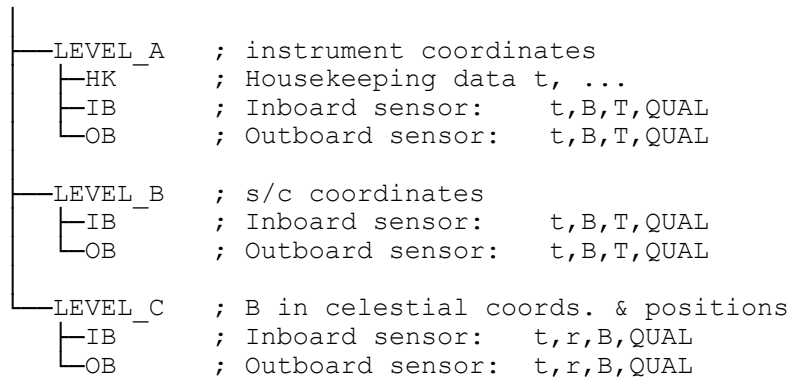 LEVEL_A ; instrument coordinates
HK ; Housekeeping data t, ...
IB ; Inboard sensor: t,B,T,QUAL
OB ; Outboard sensor: t,B,T,QUAL
LEVEL_B ; s/c coordinates
IB ; Inboard sensor: t,B,T,QUAL
OB ; Outboard sensor: t,B,T,QUAL
LEVEL_C ; B in celestial coords. & positions
IB ; Inboard sensor: t,r,B,QUAL
OB ; Outboard sensor: t,r,B,QUAL